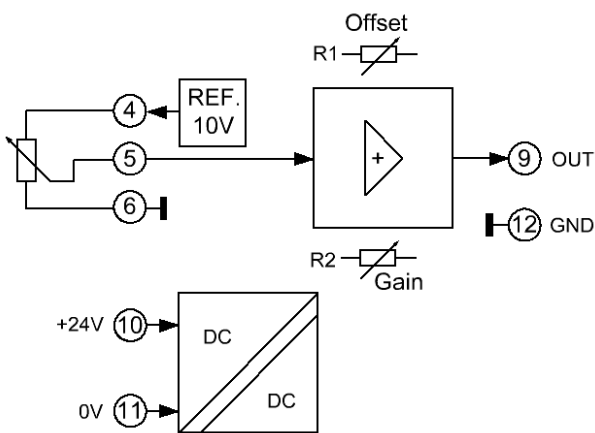 Offset
R1
4
REF.
10V
5
+
9 OUT
6
12 GND
R2
Gain
+24V 10
DC
0V 11
DC